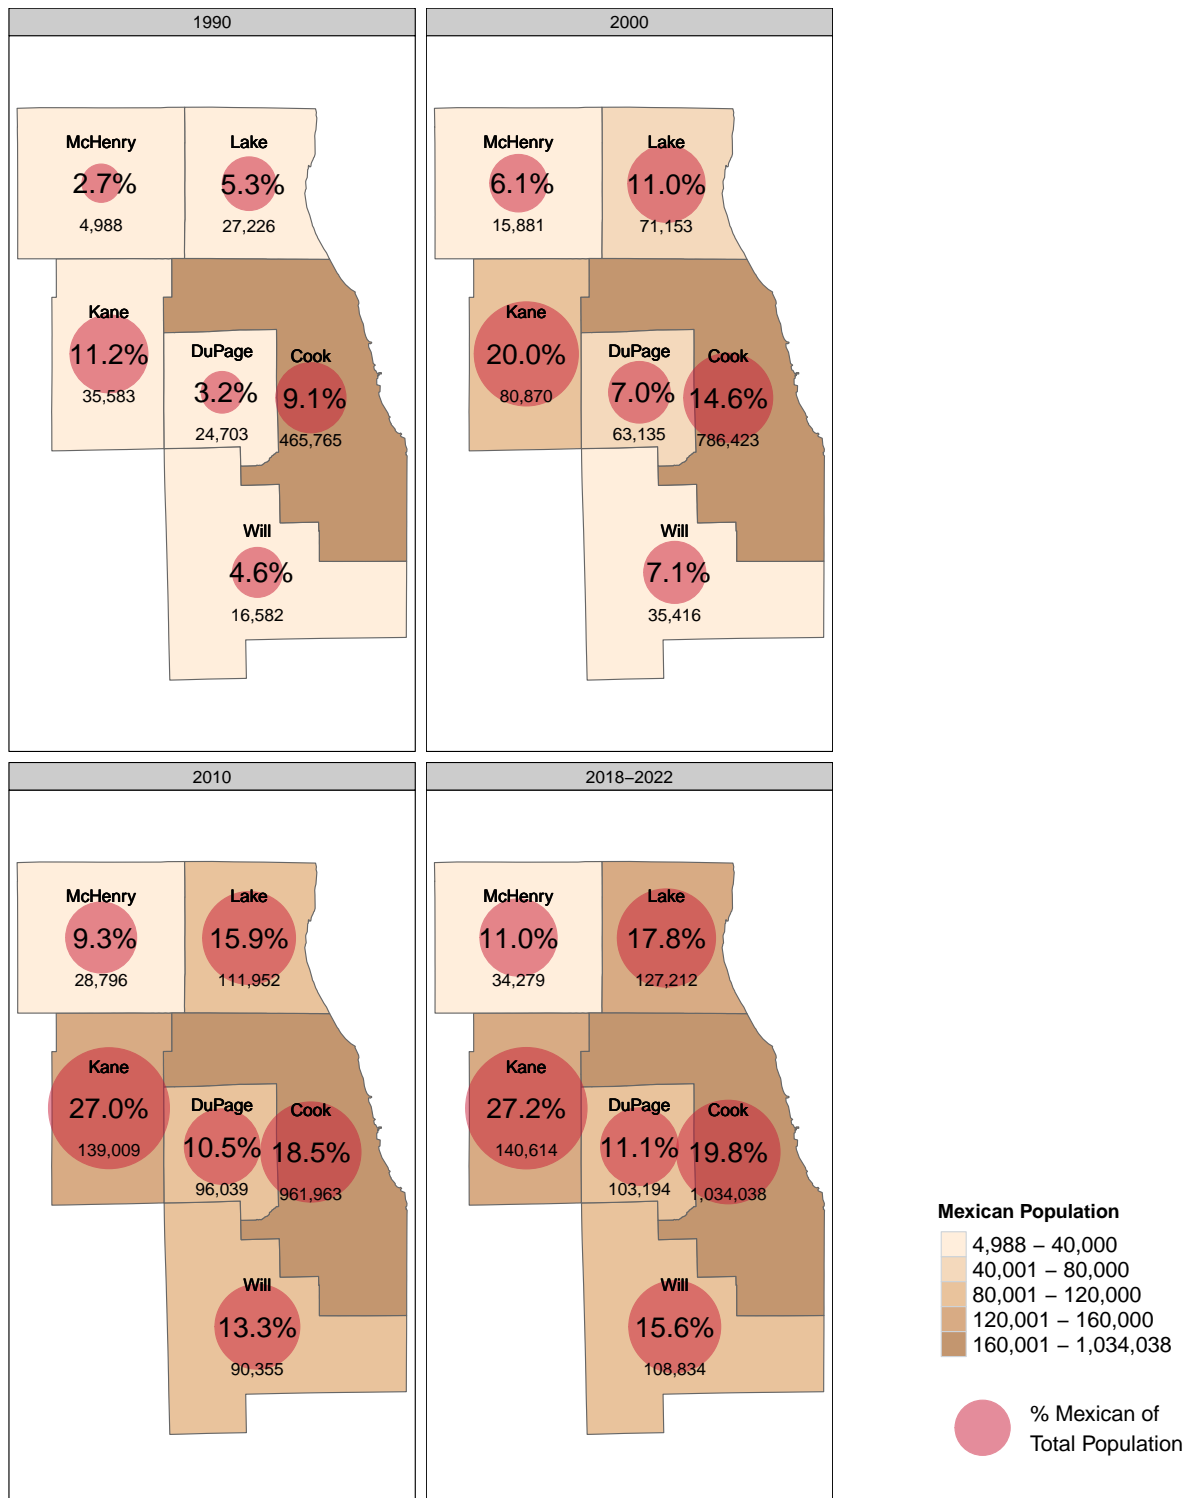 1990
McHenry
2.7%
4,988
Lake
5.3%
27,226
Kane
11.2%
35,583
DuPage
3.2%
24,703
Cook
9.1%
465,765
Will
4.6%
16,582
2000
McHenry
6.1%
15,881
Lake
11.0%
71,153
Kane
20.0%
80,870
DuPage
7.0%
63,135
Cook
14.6%
786,423
Will
7.1%
35,416
2010
McHenry
9.3%
28,796
Lake
15.9%
111,952
Kane
27.0%
139,009
DuPage
10.5%
96,039
Cook
18.5%
961,963
Will
13.3%
90,355
2018–2022
McHenry
11.0%
34,279
Lake
17.8%
127,212
Kane
27.2%
140,614
DuPage
11.1%
103,194
Cook
19.8%
1,034,038
Will
15.6%
108,834
Mexican Population
4,988 – 40,000
40,001 – 80,000
80,001 – 120,000
120,001 – 160,000
160,001 – 1,034,038
% Mexican of
Total Population